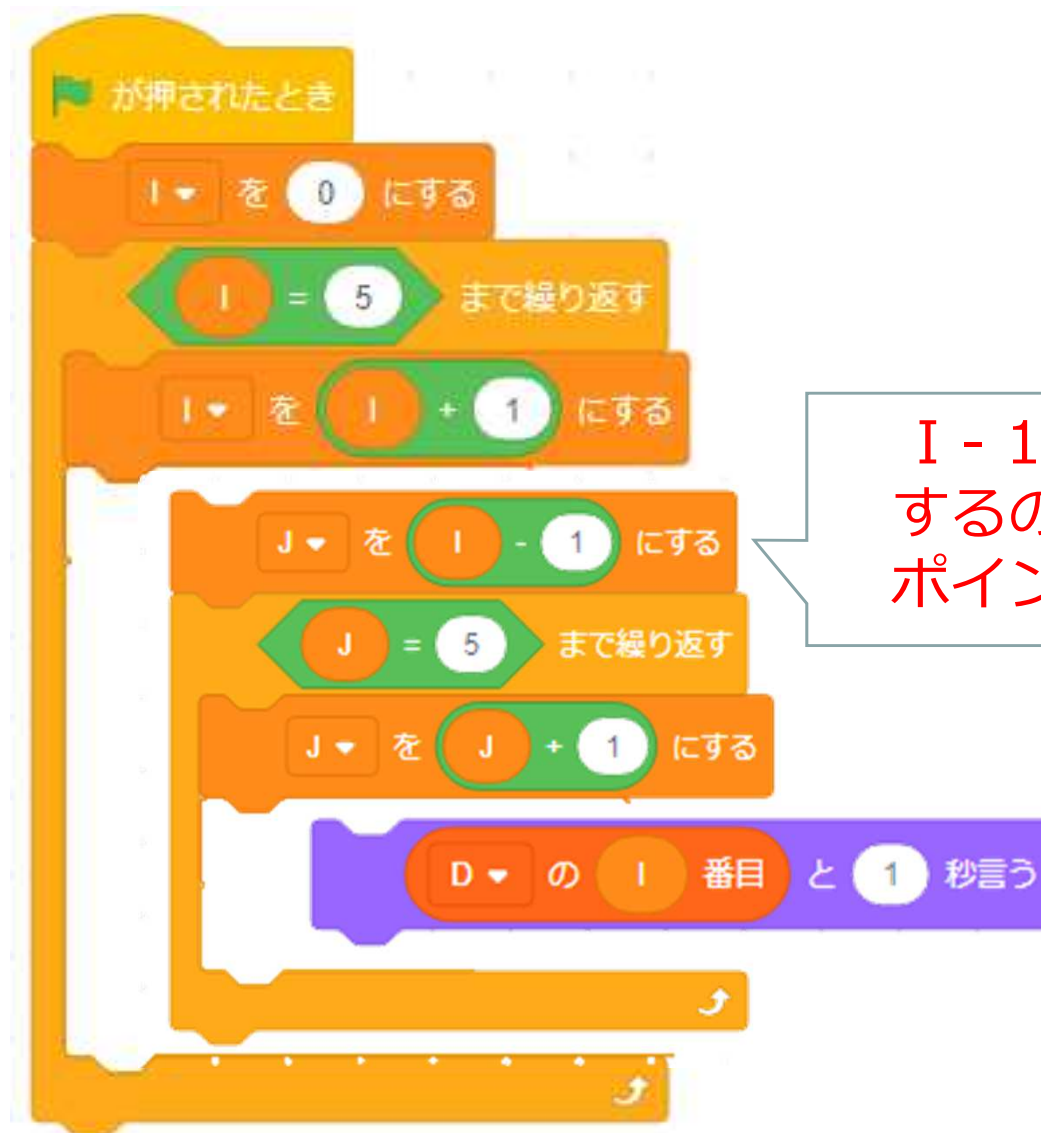 が押されたとき
I を 0 にする
I = 5 まで繰り返す
I を I + 1 にする
J を I - 1 にする
J = 5 まで繰り返す
J を J + 1 にする
D の I 番目 と 1 秒言う
I - 1
するの
ポイン